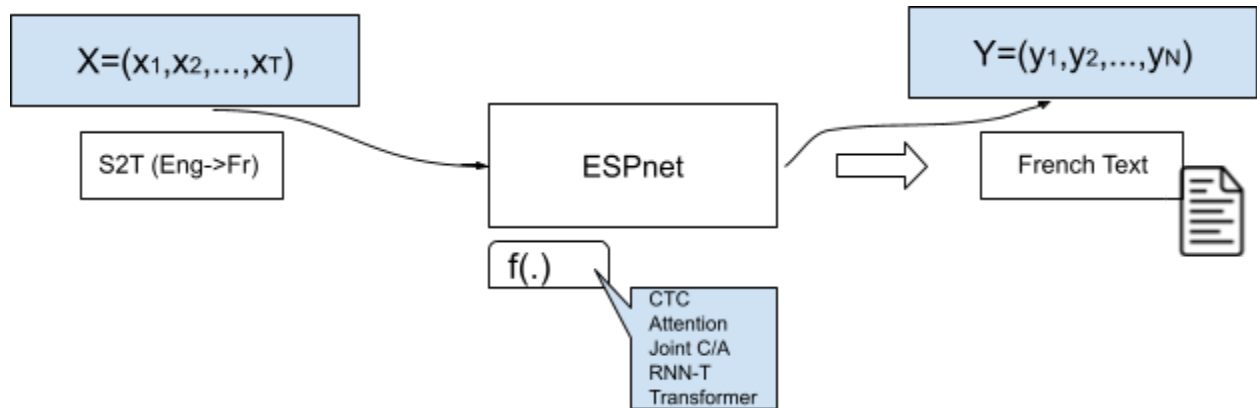 X=(x1,x2,...,xT)
Y=(y1,y2,...,yN)
S2T (Eng->Fr)
ESPnet
French Text
f(.)
CTC
Attention
Joint C/A
RNN-T
Transformer